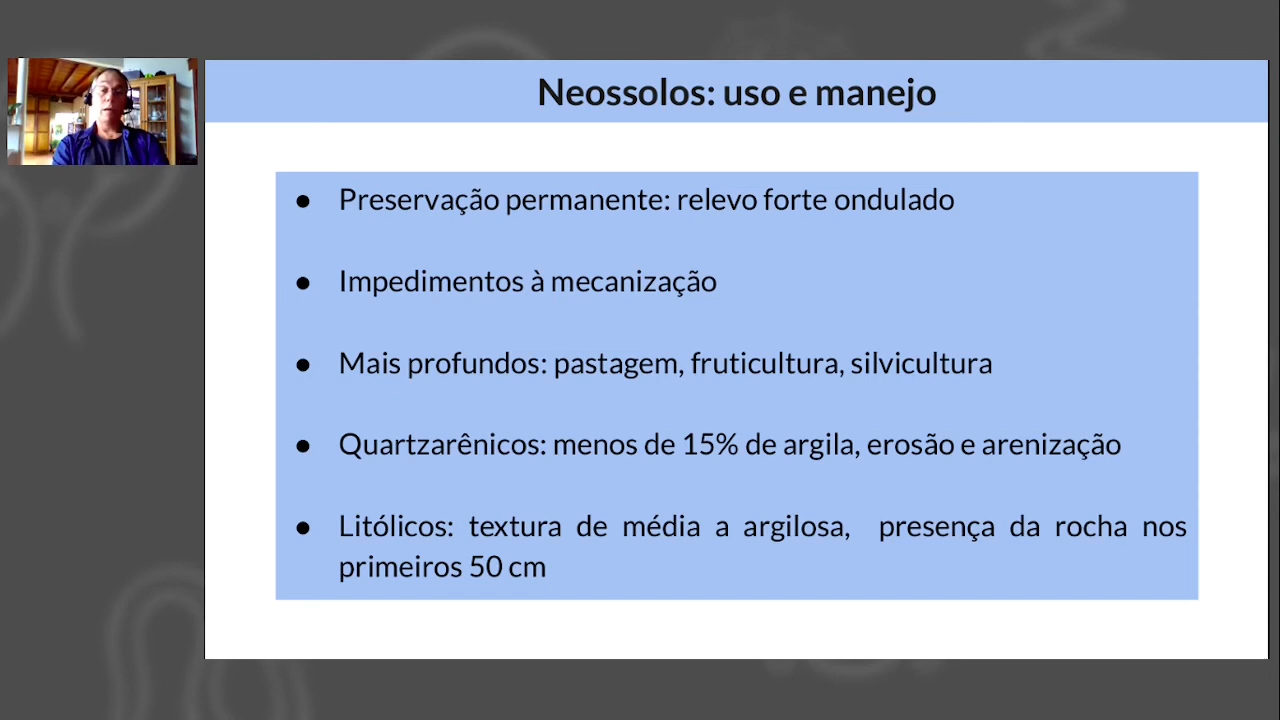 Neossolos: uso e manejo
● Preservação permanente: relevo forte ondulado
● Impedimentos à mecanização
● Mais profundos: pastagem, fruticultura, silvicultura
● Quartzarênicos: menos de 15% de argila, erosão e arenização
● Litólicos: textura de média a argilosa, presença da rocha nos
primeiros 50 cm